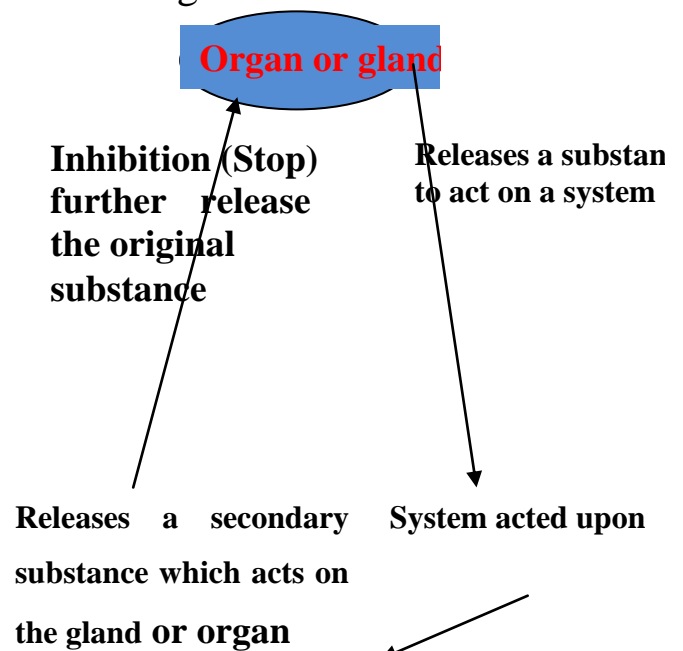 Organ or gland
Inhibition (Stop)
further release
the original
substance
Releases a substan
to act on a system
Releases a secondary
substance which acts on
the gland or organ
System acted upon